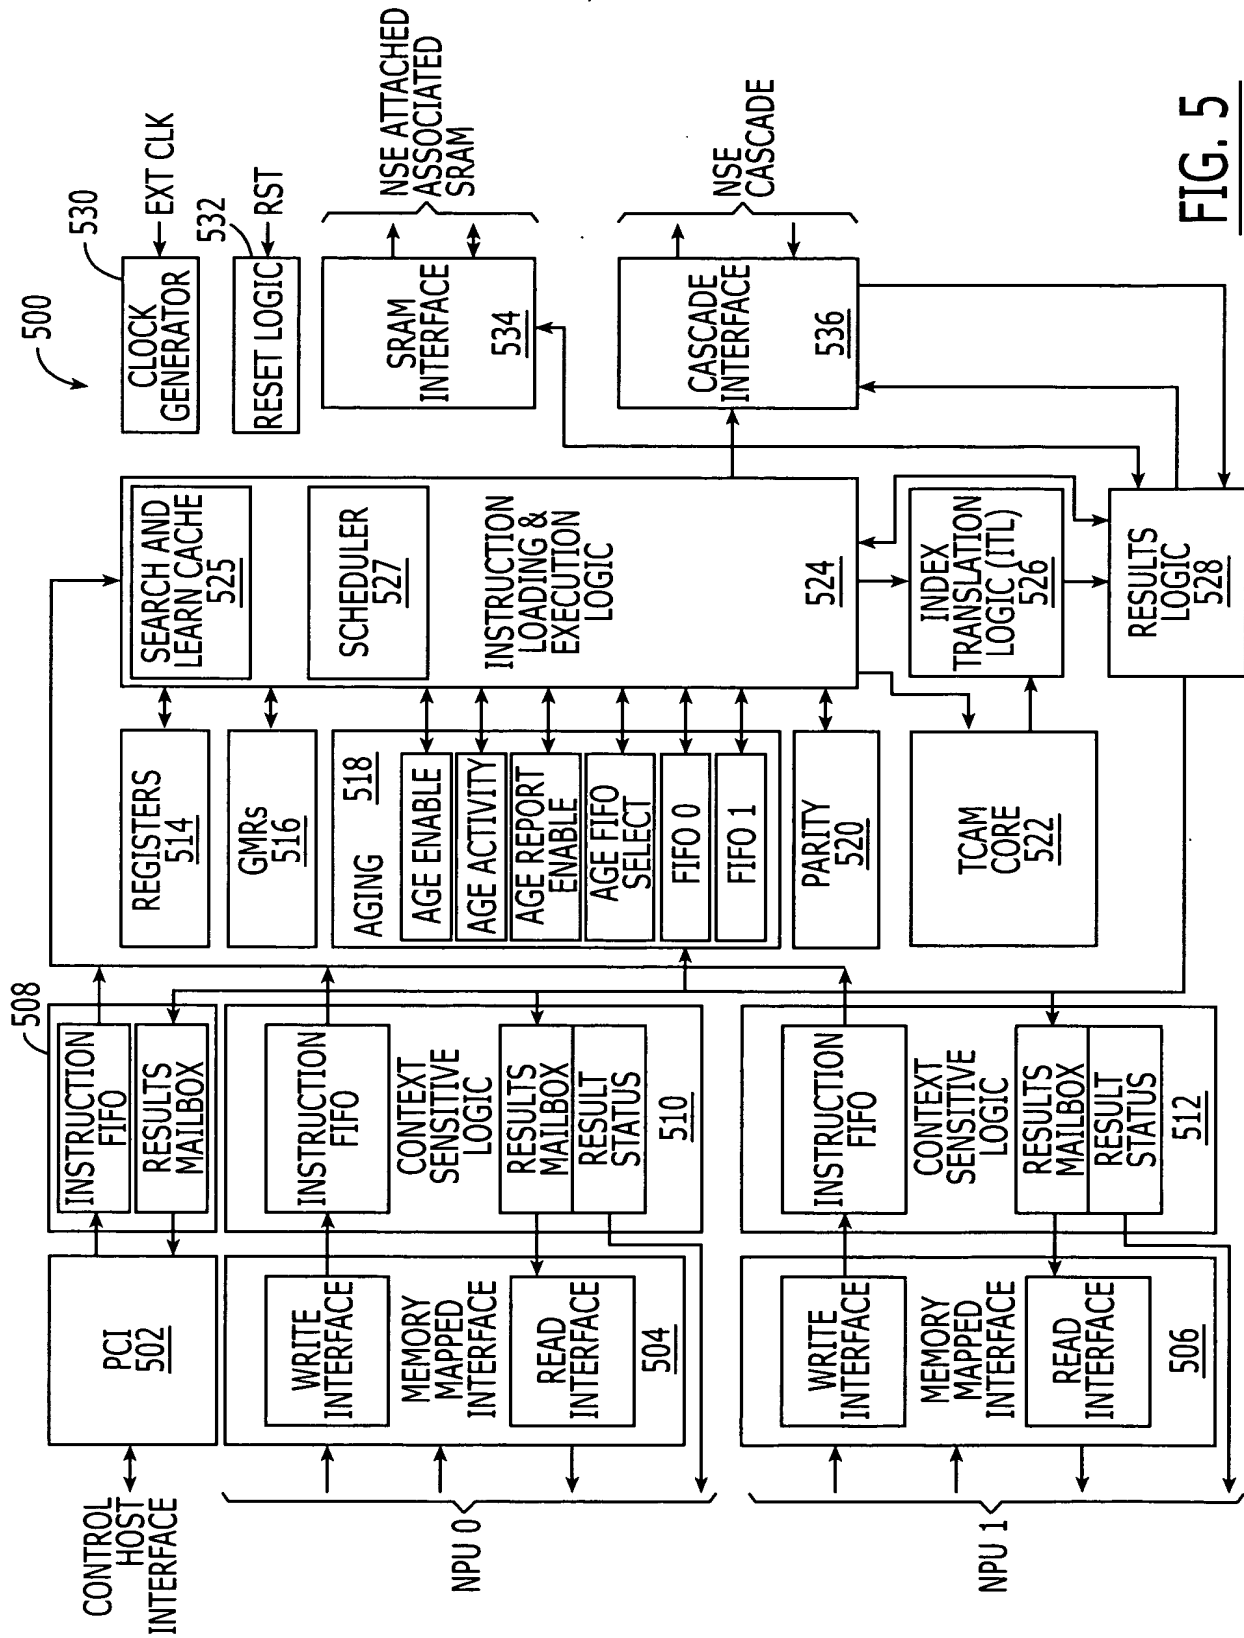 500
530
CLOCK
GENERATOR
EXT CLK
532
RESET LOGIC
RST
SRAM
INTERFACE
534
NSE ATTACHED
ASSOCIATED
SRAM
CASCADE
INTERFACE
536
NSE
CASCADE
SEARCH AND
LEARN CACHE
525
SCHEDULER
527
INSTRUCTION
LOADING &
EXECUTION
LOGIC
524
INDEX
TRANSLATION
LOGIC (ITL)
526
RESULTS
LOGIC
528
REGISTERS
514
GMRs
516
AGING
518
AGE ENABLE
AGE ACTIVITY
AGE REPORT
ENABLE
AGE FIFO
SELECT
FIFO 0
FIFO 1
PARITY
520
TCAM
CORE
522
508
INSTRUCTION
FIFO
RESULTS
MAILBOX
INSTRUCTION
FIFO
CONTEXT
SENSITIVE
LOGIC
RESULTS
MAILBOX
RESULT
STATUS
510
INSTRUCTION
FIFO
CONTEXT
SENSITIVE
LOGIC
RESULTS
MAILBOX
RESULT
STATUS
512
PCI
502
WRITE
INTERFACE
MEMORY
MAPPED
INTERFACE
READ
INTERFACE
504
WRITE
INTERFACE
MEMORY
MAPPED
INTERFACE
READ
INTERFACE
506
CONTROL
HOST
INTERFACE
NPU 0
NPU 1
FIG. 5